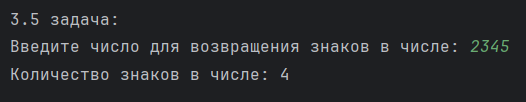 3.5 задача:
Введите число для возвращения знаков в числе: 2345
Количество знаков в числе: 4